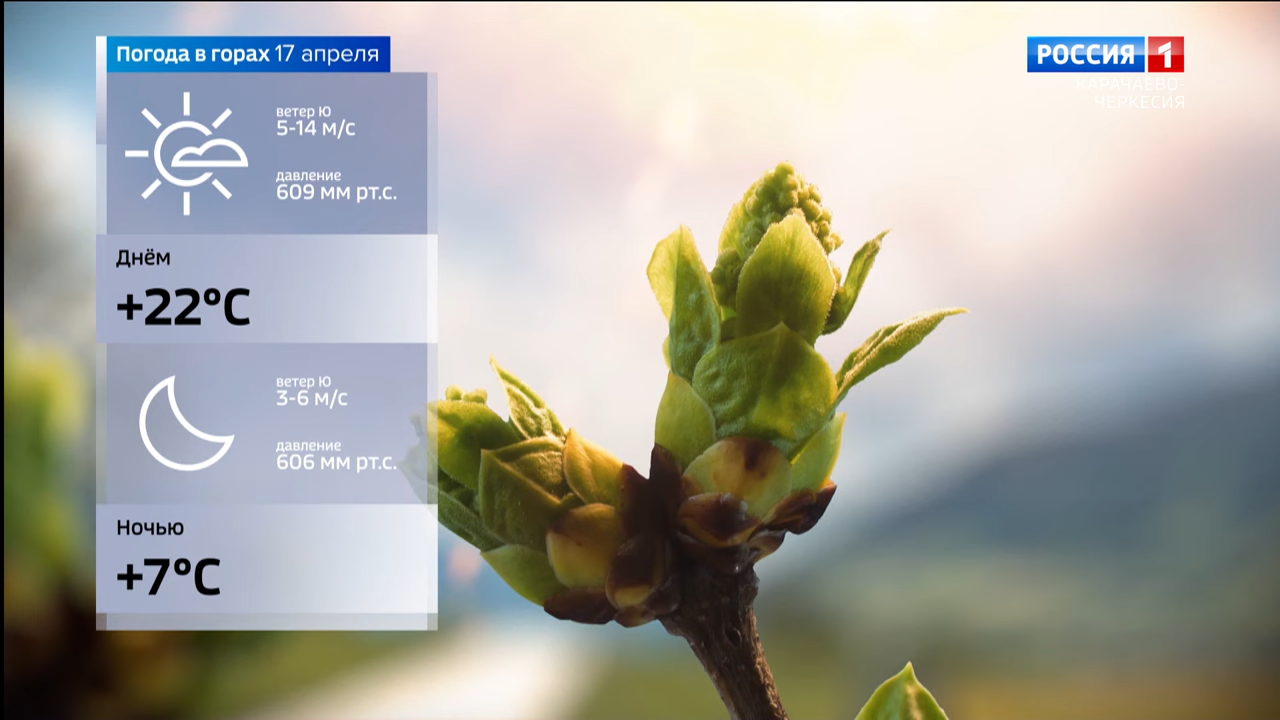 Погода в горах 17 апреля
ветер Ю
5-14 м/с
давление
609 мм рт.с.
Днём
+22°C
ветер Ю
3-6 м/с
давление
606 мм рт.с.
Ночью
+7°C
РОССИЯ 1
КАРАЧАЕВО-
ЧЕРКЕСИЯ